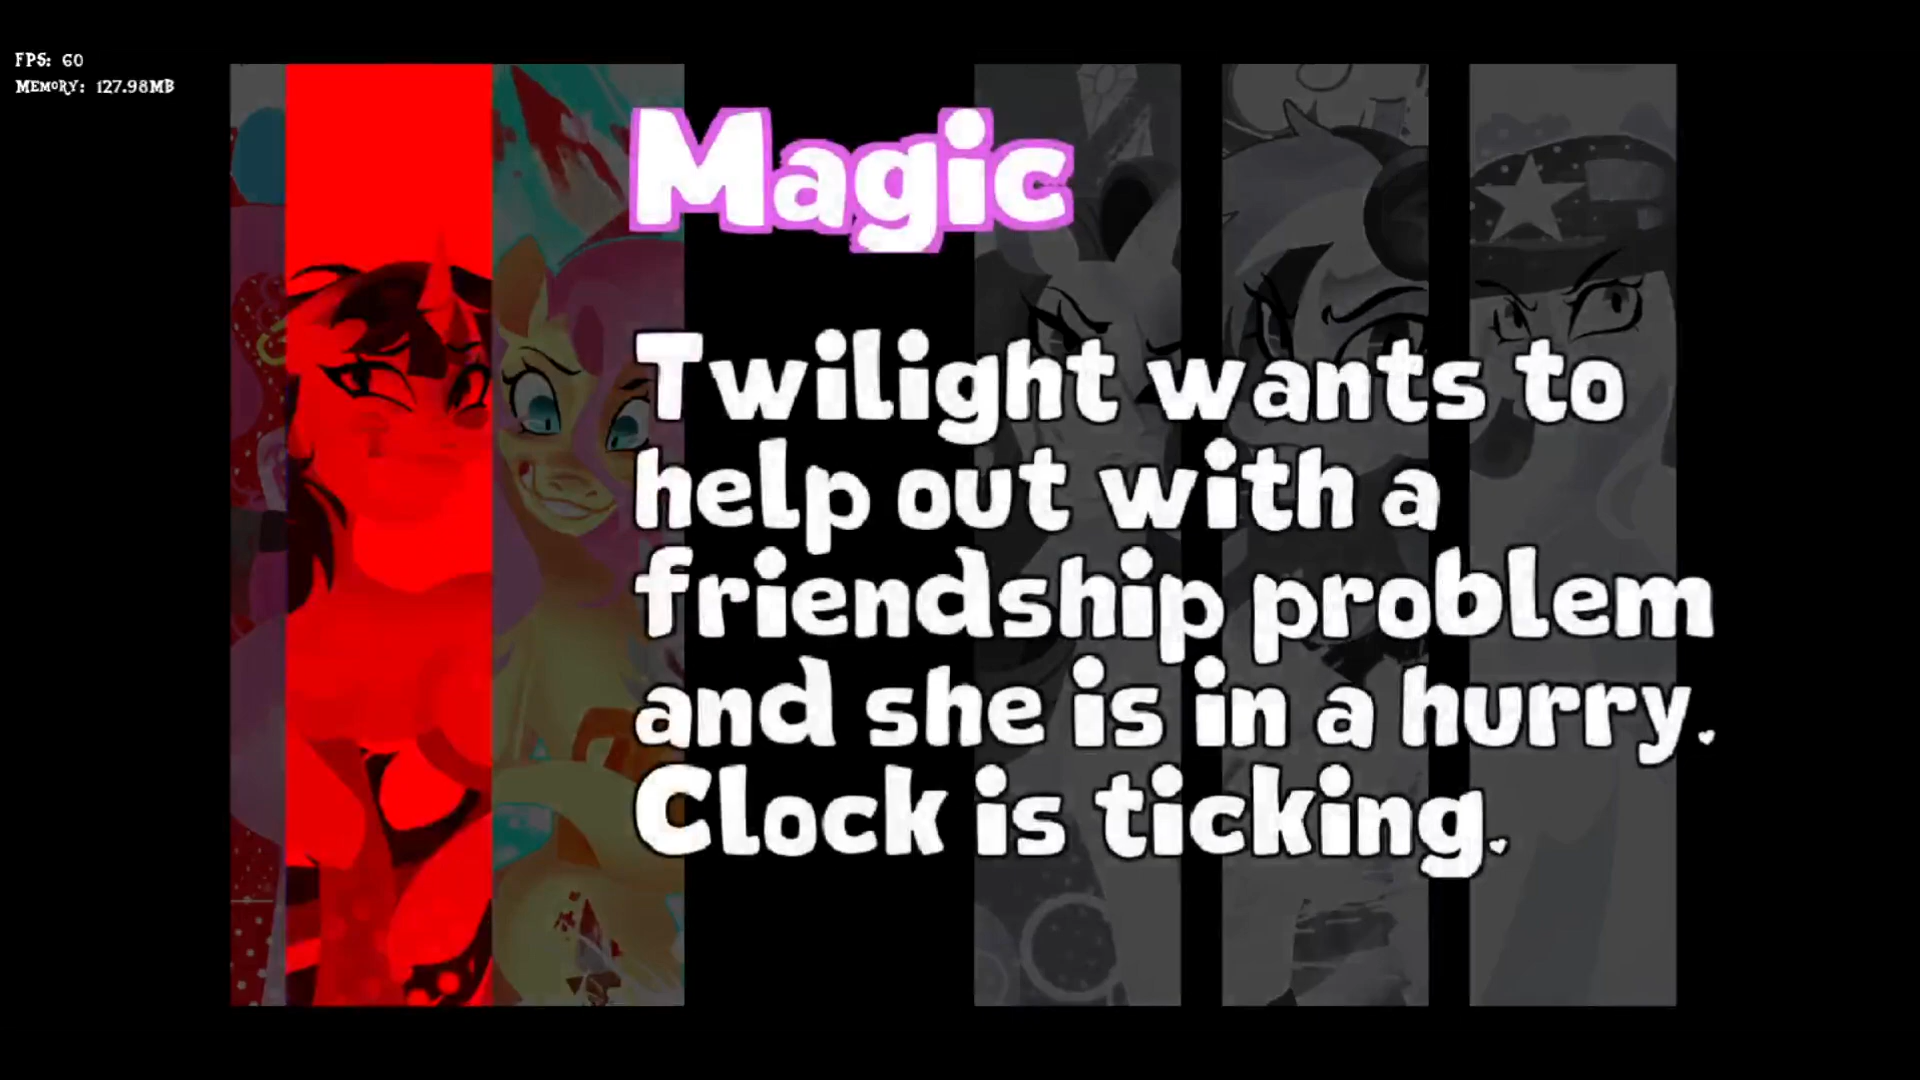 FPS: 60
MEMORY: 127.98MB
Magic
Twilight wants to
help out with a
friendship problem
and she is in a hurry.
Clock is ticking.